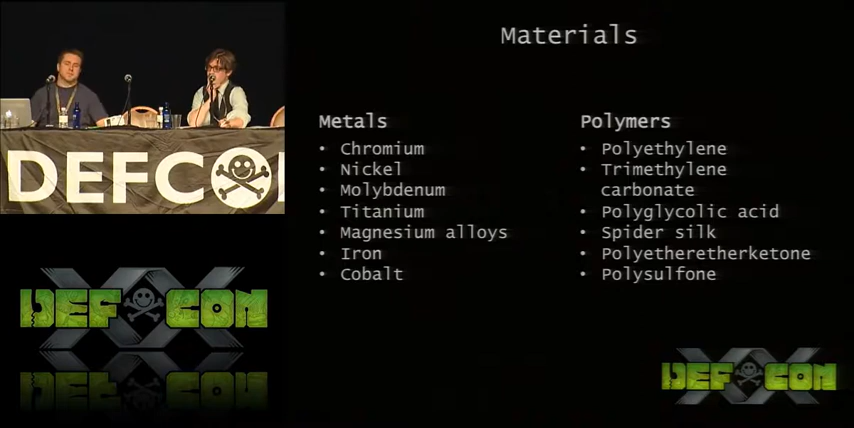 DEFCO
DEF CON
Materials
Metals
• Chromium
• Nickel
• Molybdenum
• Titanium
• Magnesium alloys
• Iron
• Cobalt
Polymers
• Polyethylene
• Trimethylene
carbonate
• Polyglycolic acid
• Spider silk
• Polyetheretherketone
• Polysulfone
DEF CON